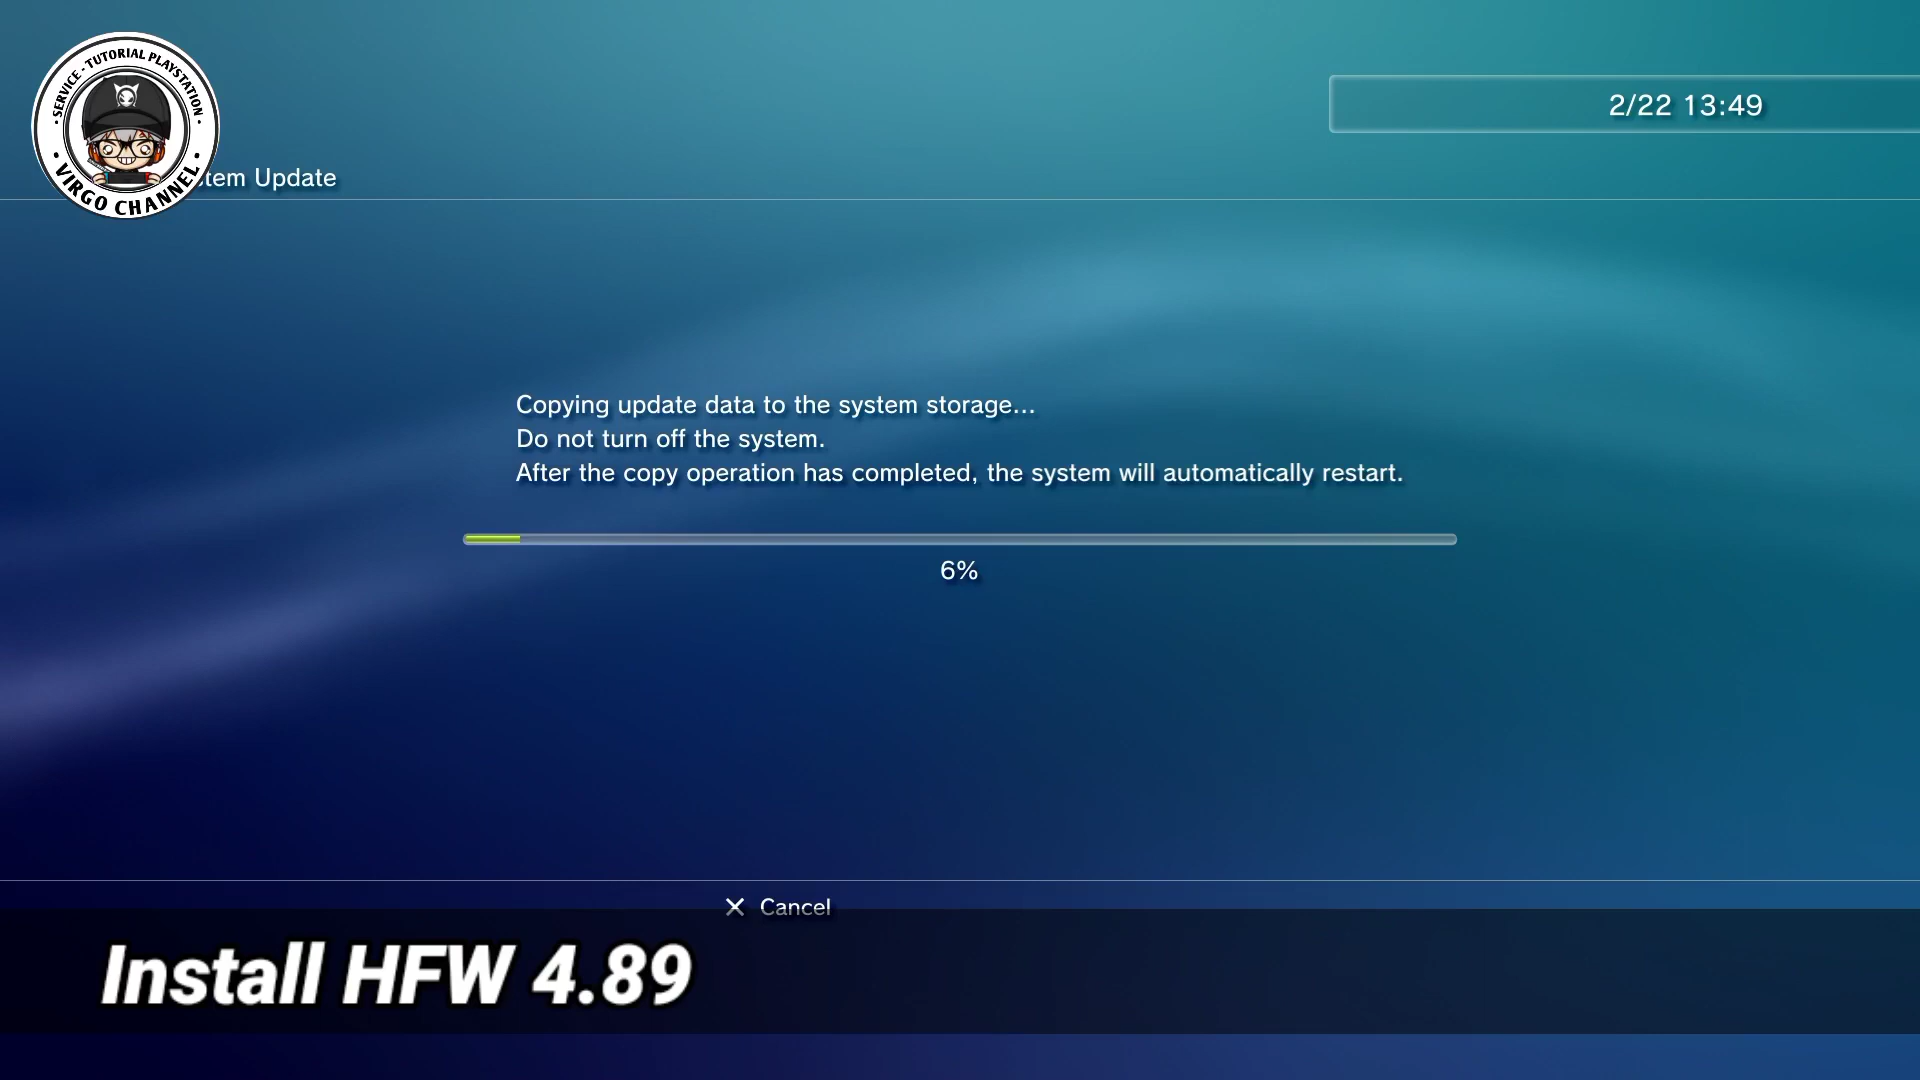 SERVICE - TUTORIAL PLAYSTATION
VIRGO CHANNEL
2/22 13:49
tem Update
Copying update data to the system storage...
Do not turn off the system.
After the copy operation has completed, the system will automatically restart.
6%
Cancel
Install HFW 4.89